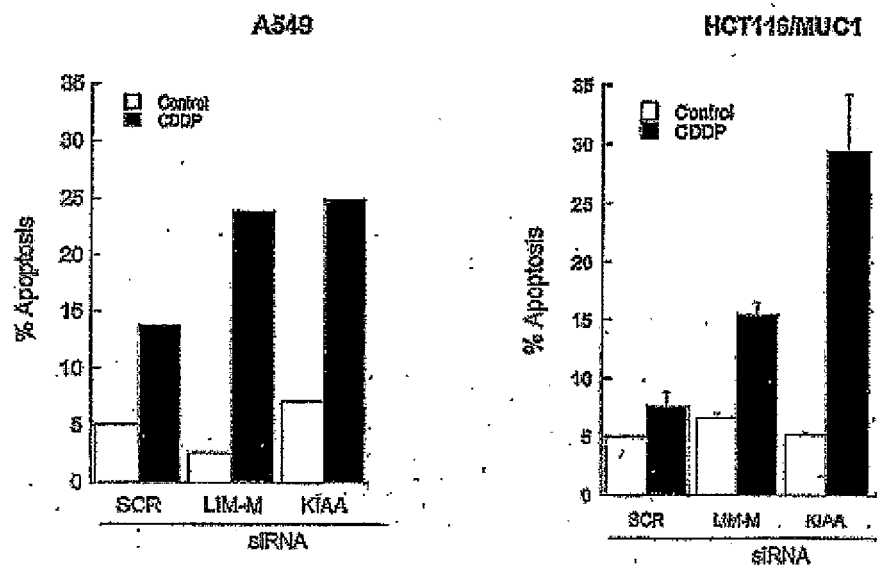 A549
35
30
25
20
15
10
5
0
% Apoptosis
Control
CDDP
SCR LIM-M KIAA
siRNA
HCT116/MUC1
35
30
25
20
15
10
5
0
% Apoptosis
Control
CDDP
SCR LIM-M KIAA
siRNA